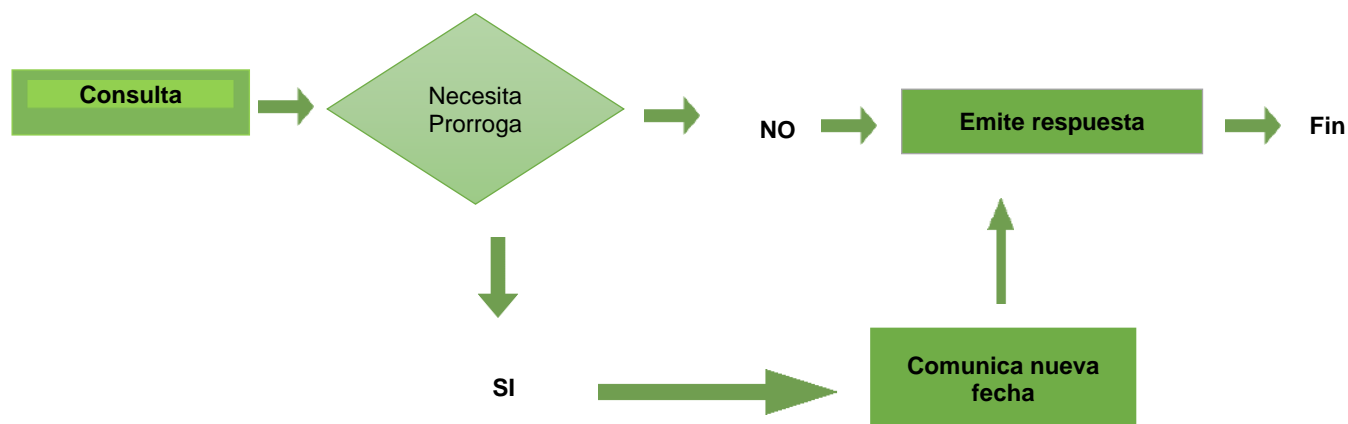 Consulta
Necesita
Prorroga
NO
Emite respuesta
Fin
SI
Comunica nueva
fecha